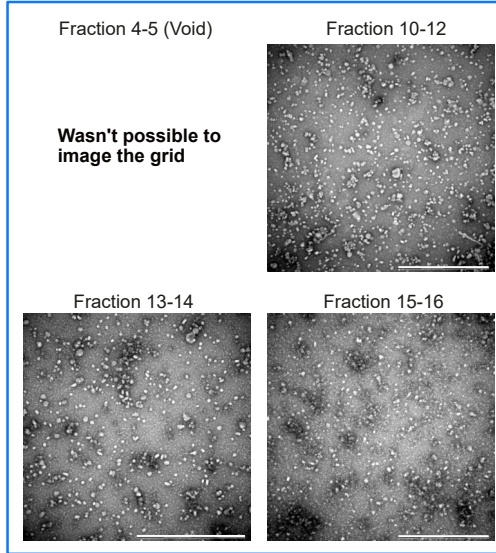 Fraction 4-5 (Void)
Fraction 10-12
Wasn't possible to
image the grid
Fraction 13-14
Fraction 15-16